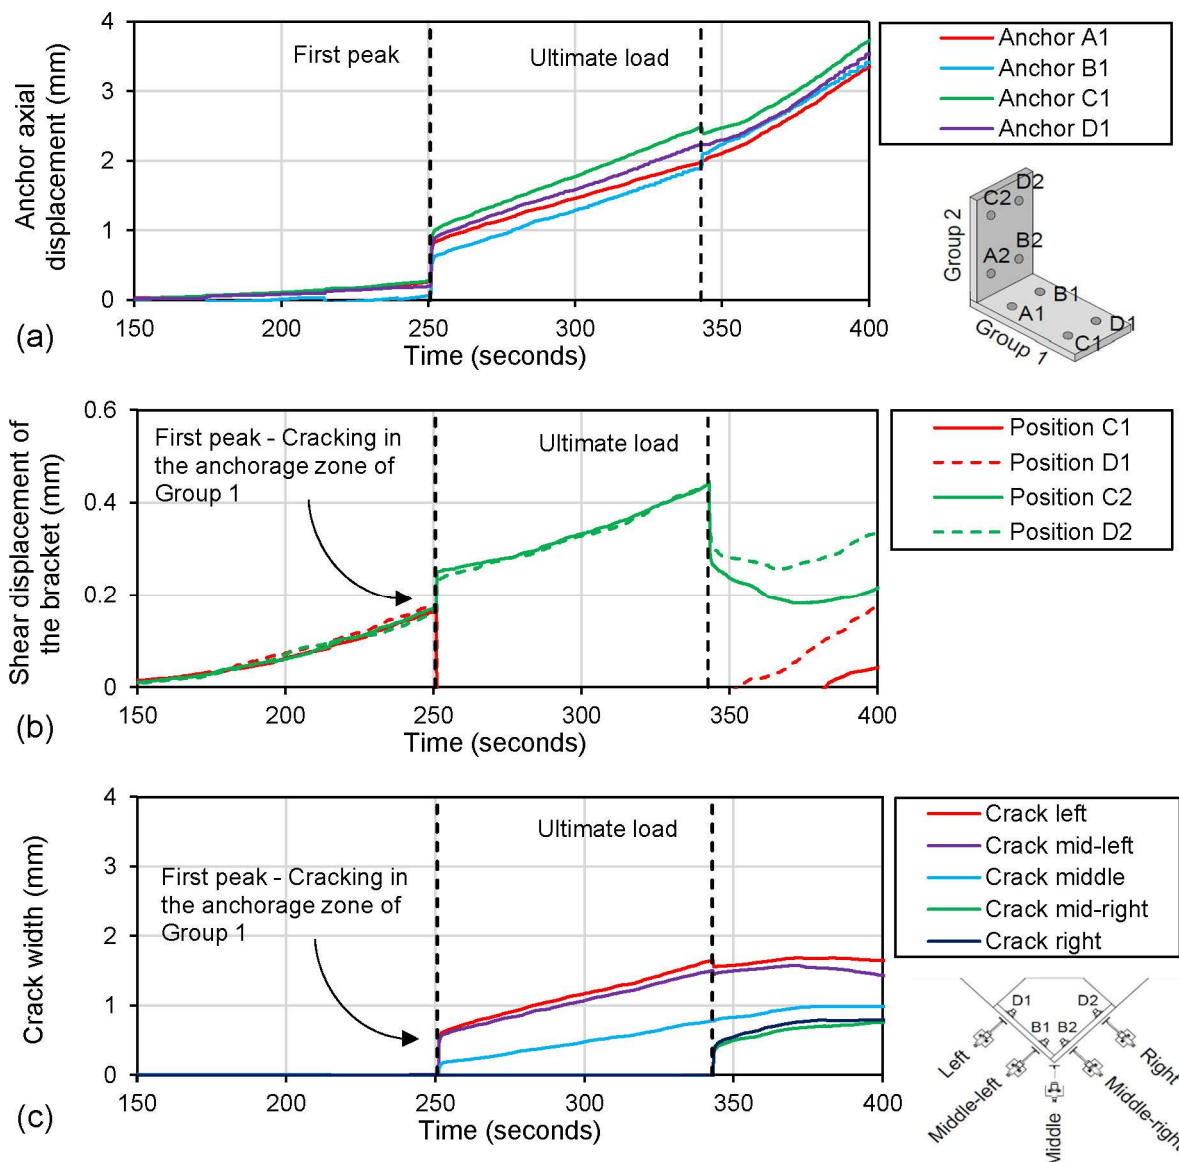 4
3
2
1
0
Anchor axial
displacement (mm)
First peak
Ultimate load
150
200
250
300
350
400
Time (seconds)
(a)
Anchor A1
Anchor B1
Anchor C1
Anchor D1
D2
C2
B2
A2
B1
A1
D1
C1
Group 2
Group 1
0.6
0.4
0.2
0
Shear displacement of
the bracket (mm)
First peak - Cracking in
the anchorage zone of
Group 1
Ultimate load
150
200
250
300
350
400
Time (seconds)
(b)
Position C1
Position D1
Position C2
Position D2
4
3
2
1
0
Crack width (mm)
First peak - Cracking in
the anchorage zone of
Group 1
Ultimate load
150
200
250
300
350
400
Time (seconds)
(c)
Crack left
Crack mid-left
Crack middle
Crack mid-right
Crack right
D1
D2
B1
B2
Left
Middle-left
Middle
Middle-right
Right